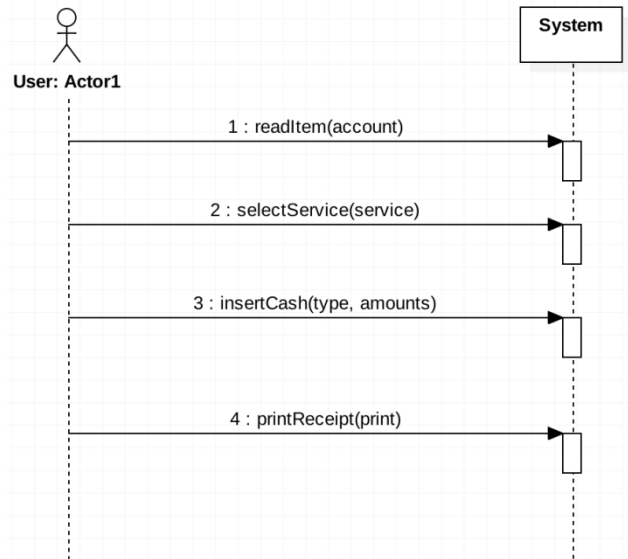 System
User: Actor1
1 : readItem(account)
2 : selectService(service)
3 : insertCash(type, amounts)
4 : printReceipt(print)